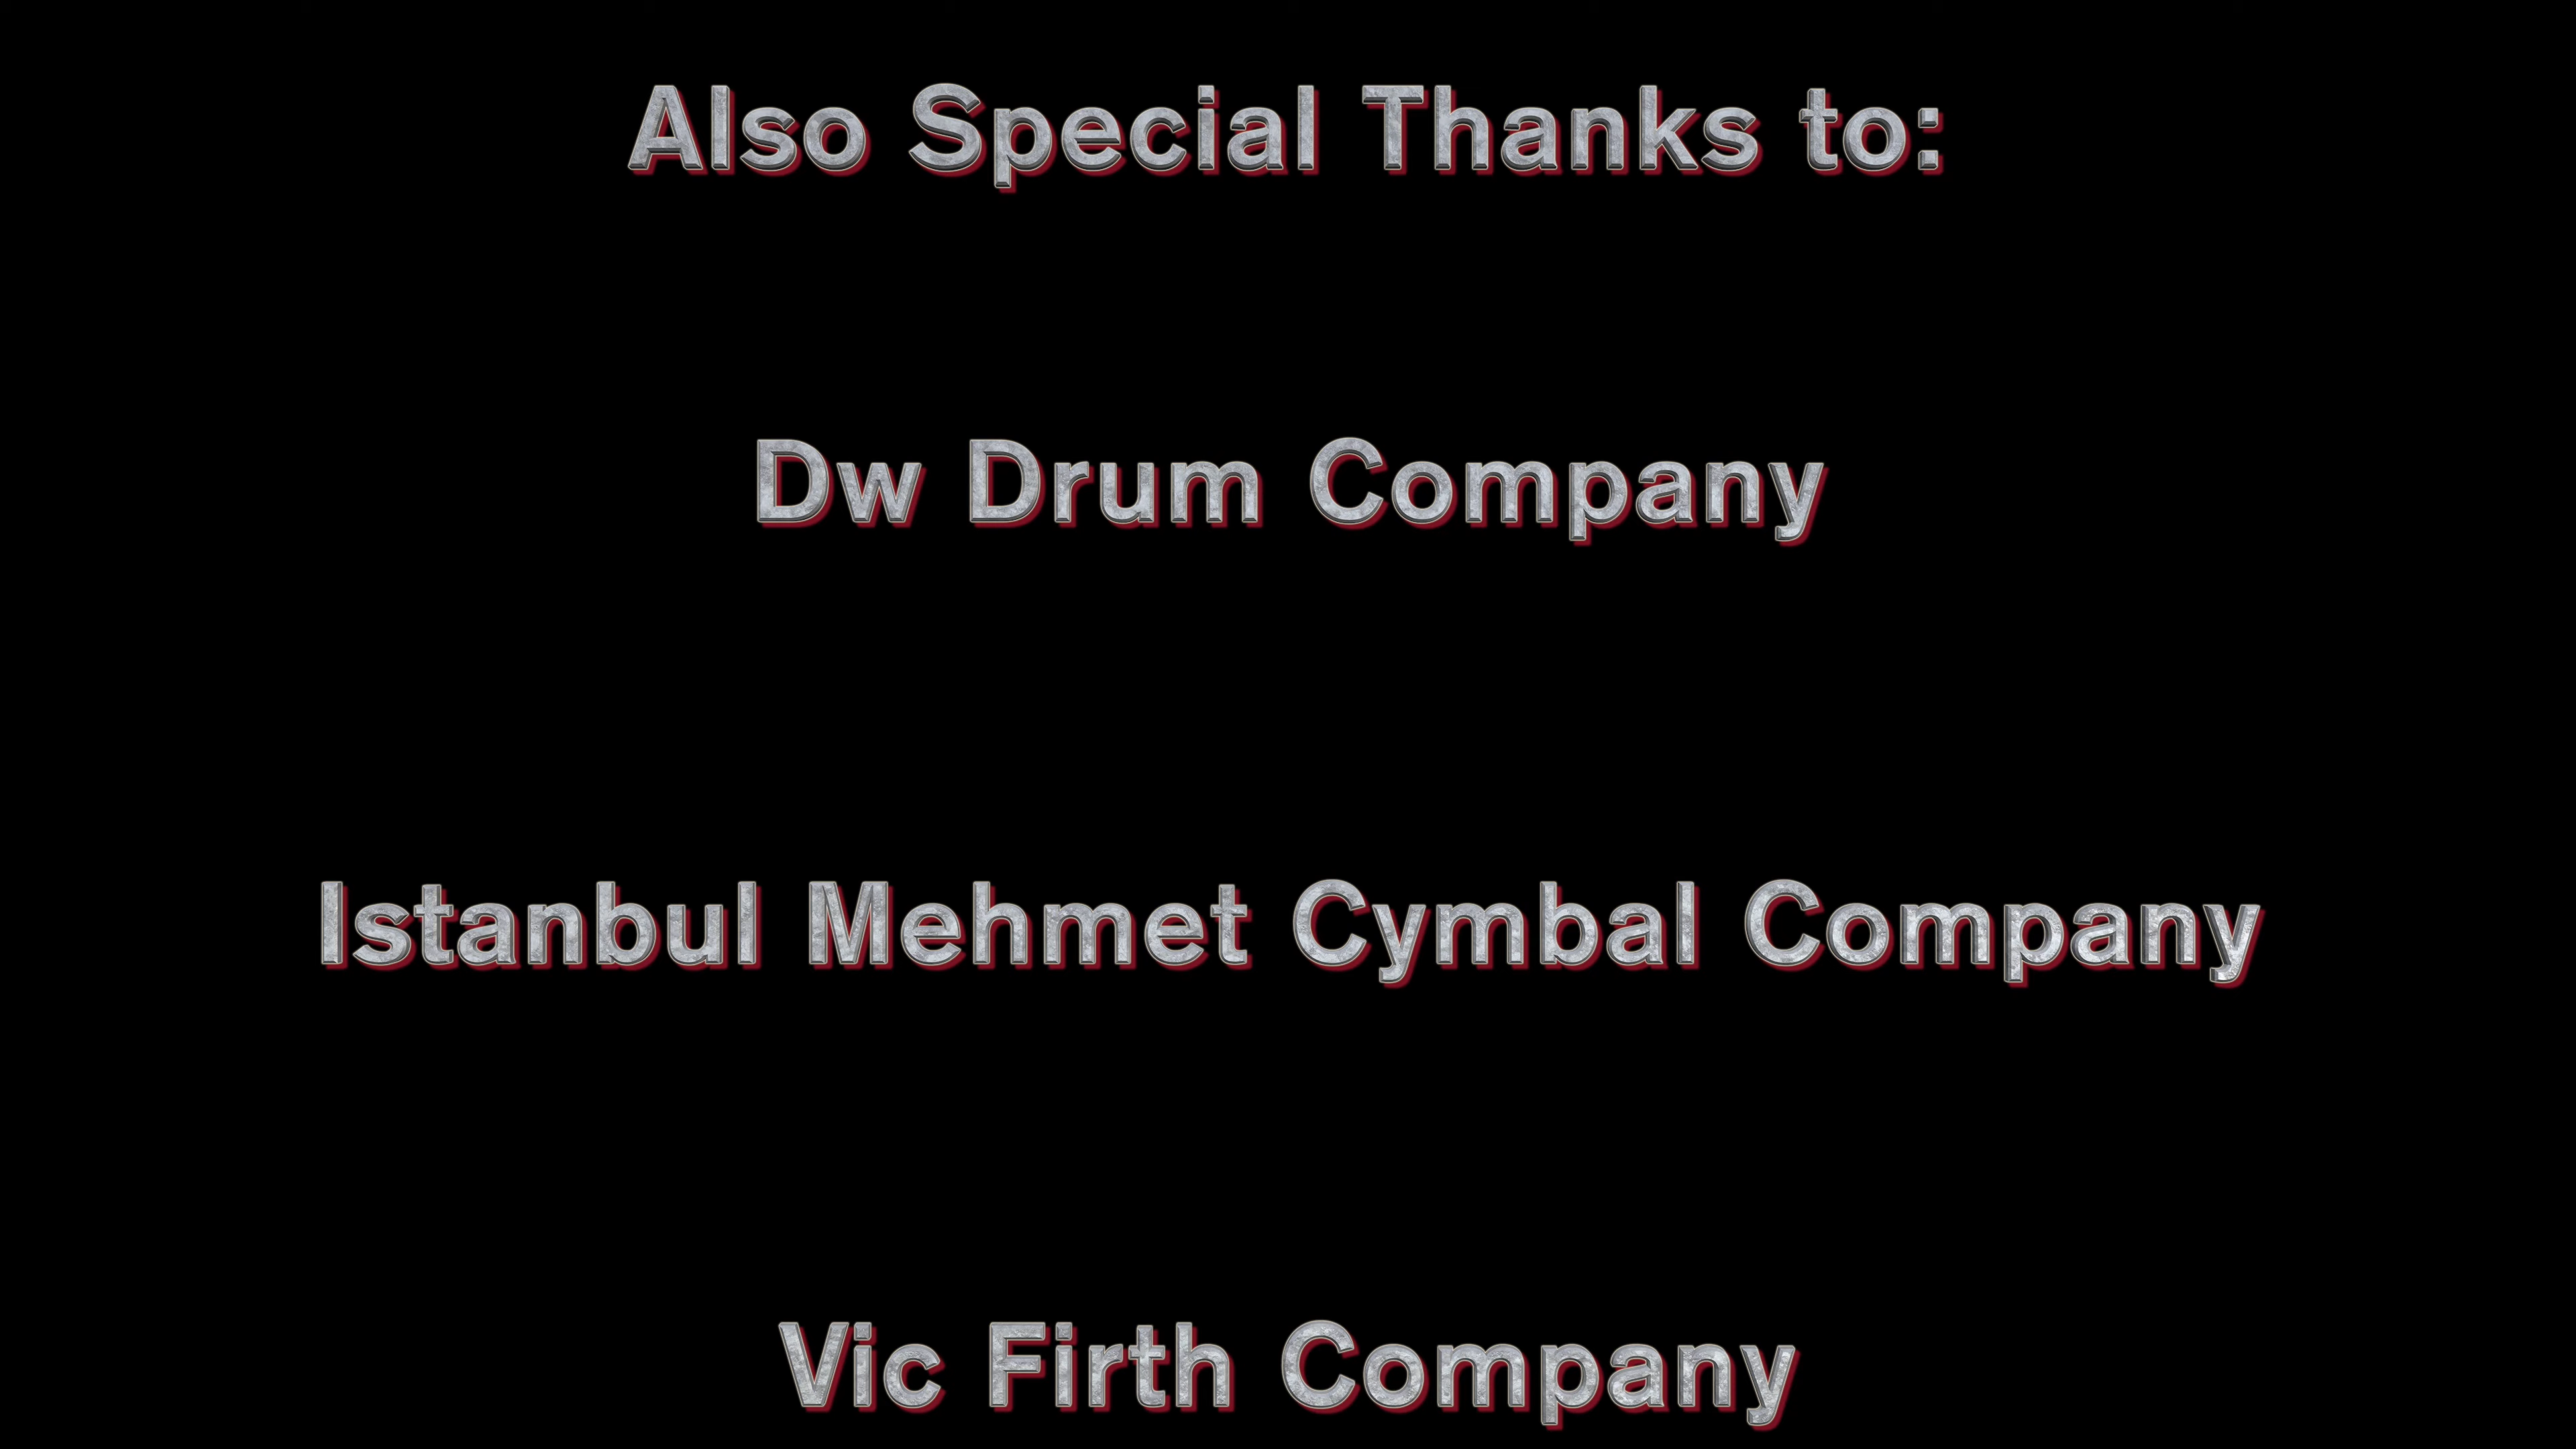 Also Special Thanks to:
Dw Drum Company
Istanbul Mehmet Cymbal Company
Vic Firth Company